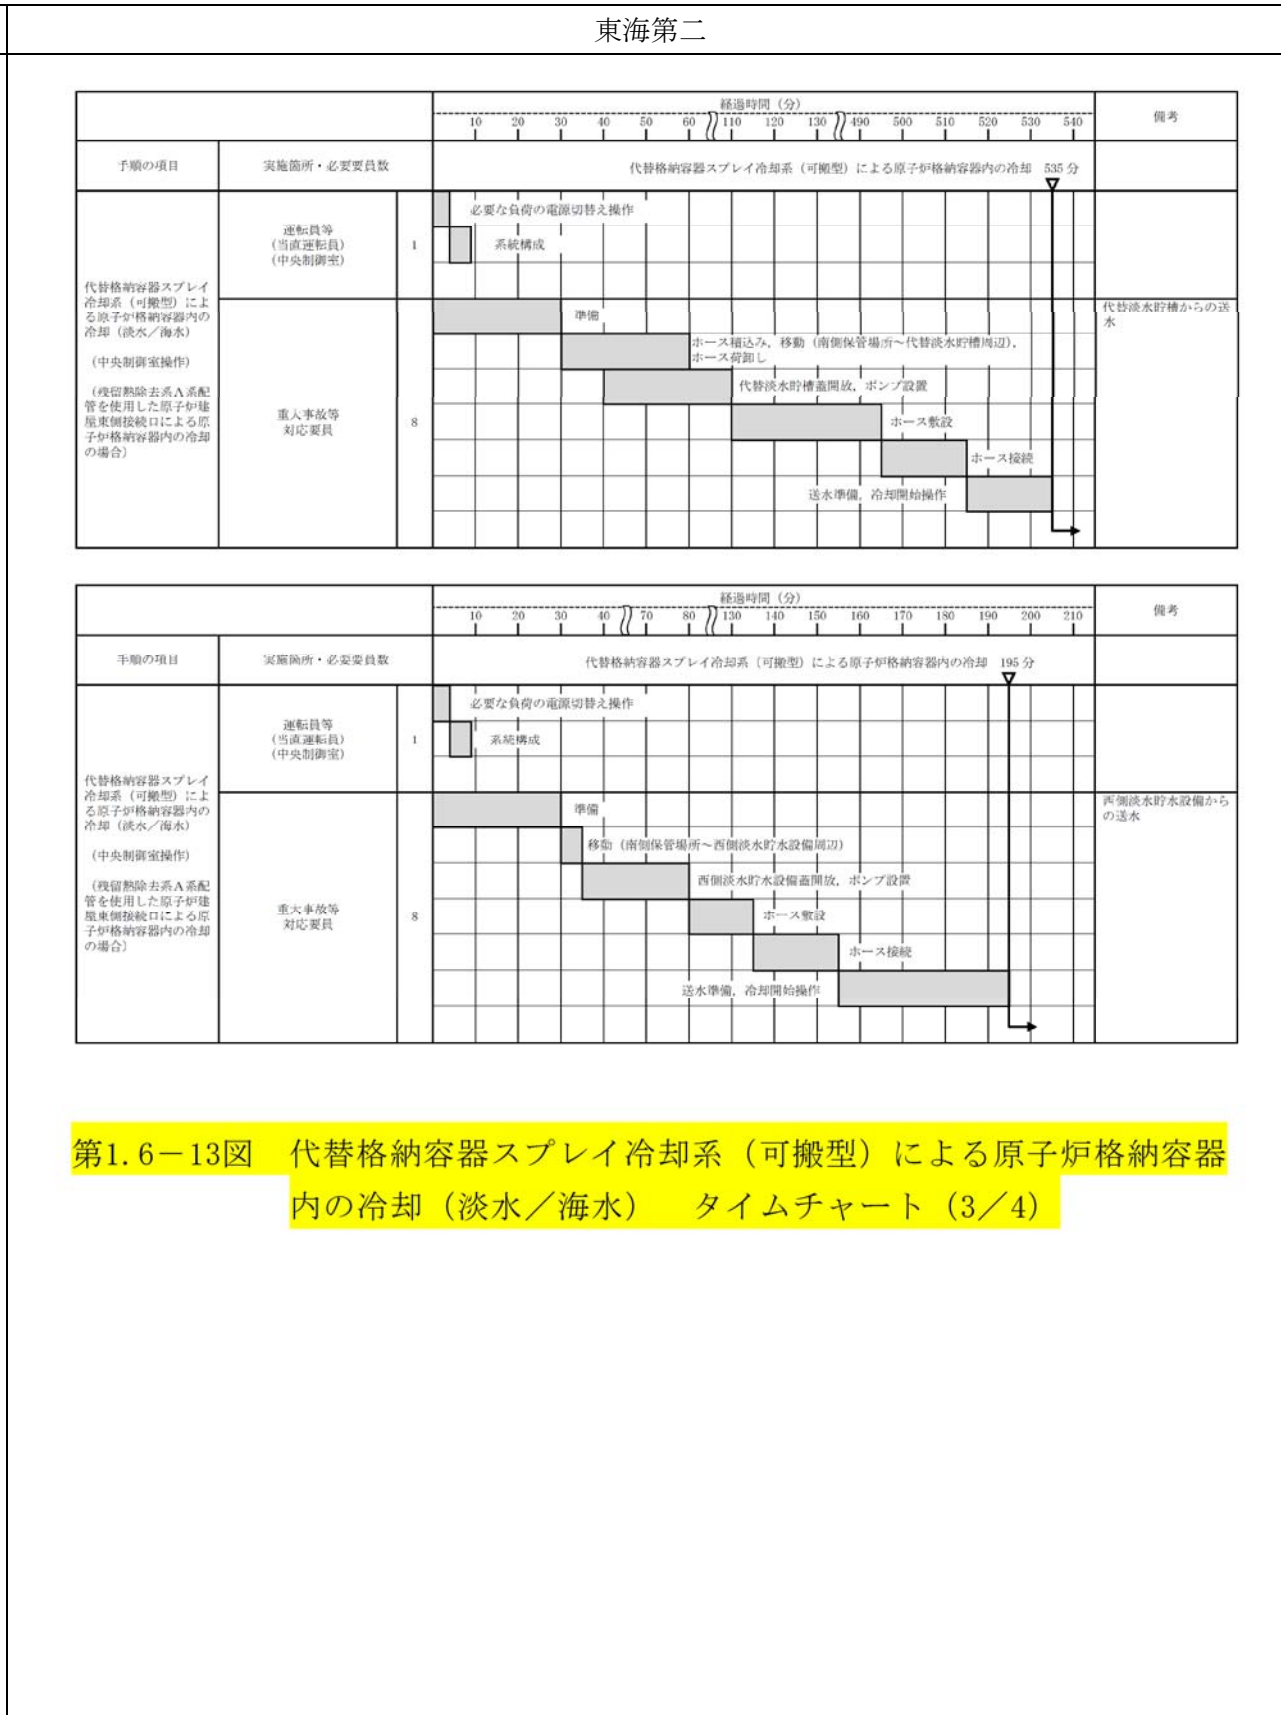 東海第二
経過時間（分）
10 20 30 40 50 60 110 120 130 490 500 510 520 530 540
備考
手順の項目
実施箇所・必要要員数
代替格納容器スプレイ冷却系（可搬型）による原子炉格納容器内の冷却 535 分
代替格納容器スプレイ
冷却系（可搬型）によ
る原子炉格納容器内の
冷却（淡水／海水）
（中央制御室操作）
（残留熱除去系Ａ系配
管を使用した原子炉建
屋東側接続口による原
子炉格納容器内の冷却
の場合）
運転員等
（当直運転員）
（中央制御室）
1
必要な負荷の電源切替え操作
系統構成
重大事故等
対応要員
8
準備
ホース積込み，移動（南側保管場所～代替淡水貯槽周辺），
ホース荷卸し
代替淡水貯槽蓋開放，ポンプ設置
ホース敷設
ホース接続
送水準備，冷却開始操作
代替淡水貯槽からの送
水
経過時間（分）
10 20 30 40 70 80 130 140 150 160 170 180 190 200 210
備考
手順の項目
実施箇所・必要要員数
代替格納容器スプレイ冷却系（可搬型）による原子炉格納容器内の冷却 195 分
代替格納容器スプレイ
冷却系（可搬型）によ
る原子炉格納容器内の
冷却（淡水／海水）
（中央制御室操作）
（残留熱除去系Ａ系配
管を使用した原子炉建
屋東側接続口による原
子炉格納容器内の冷却
の場合）
運転員等
（当直運転員）
（中央制御室）
1
必要な負荷の電源切替え操作
系統構成
重大事故等
対応要員
8
準備
移動（南側保管場所～西側淡水貯水設備周辺）
西側淡水貯水設備蓋開放，ポンプ設置
ホース敷設
ホース接続
送水準備，冷却開始操作
西側淡水貯水設備から
の送水
第1.6－13図　代替格納容器スプレイ冷却系（可搬型）による原子炉格納容器
内の冷却（淡水／海水）　タイムチャート（3／4）